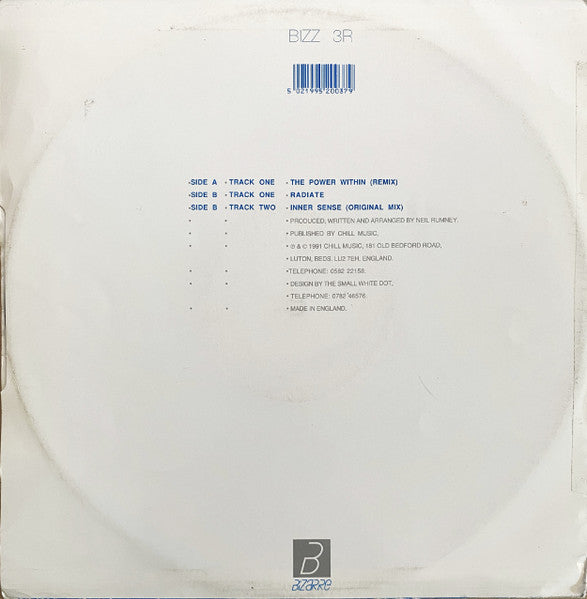 BIZZ 3R
5 021995 200379
-SIDE A - TRACK ONE - THE POWER WITHIN (REMIX)
-SIDE B - TRACK ONE - RADIATE
-SIDE B - TRACK TWO - INNER SENSE (ORIGINAL MIX)
• PRODUCED, WRITTEN AND ARRANGED BY NEIL RUMNEY.
• PUBLISHED BY CHILL MUSIC.
• ℗ & © 1991 CHILL MUSIC, 181 OLD BEDFORD ROAD,
• LUTON, BEDS. LU2 7EH, ENGLAND.
• TELEPHONE: 0582 22158.
• DESIGN BY THE SMALL WHITE DOT,
• TELEPHONE: 0782 46576
• MADE IN ENGLAND.
B
BIZARRE